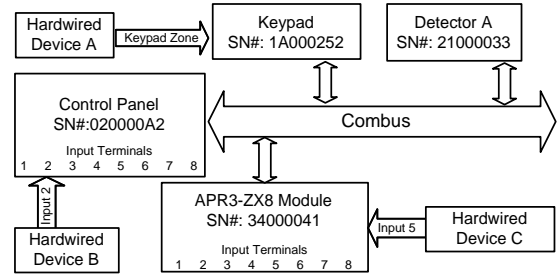 Hardwired
Device A
Keypad Zone
Keypad
SN#: 1A000252
Detector A
SN#: 21000033
Control Panel
SN#:020000A2
Input Terminals
1 2 3 4 5 6 7 8
Combus
Input 2
Hardwired
Device B
APR3-ZX8 Module
SN#: 34000041
Input Terminals
1 2 3 4 5 6 7 8
Input 5
Hardwired
Device C